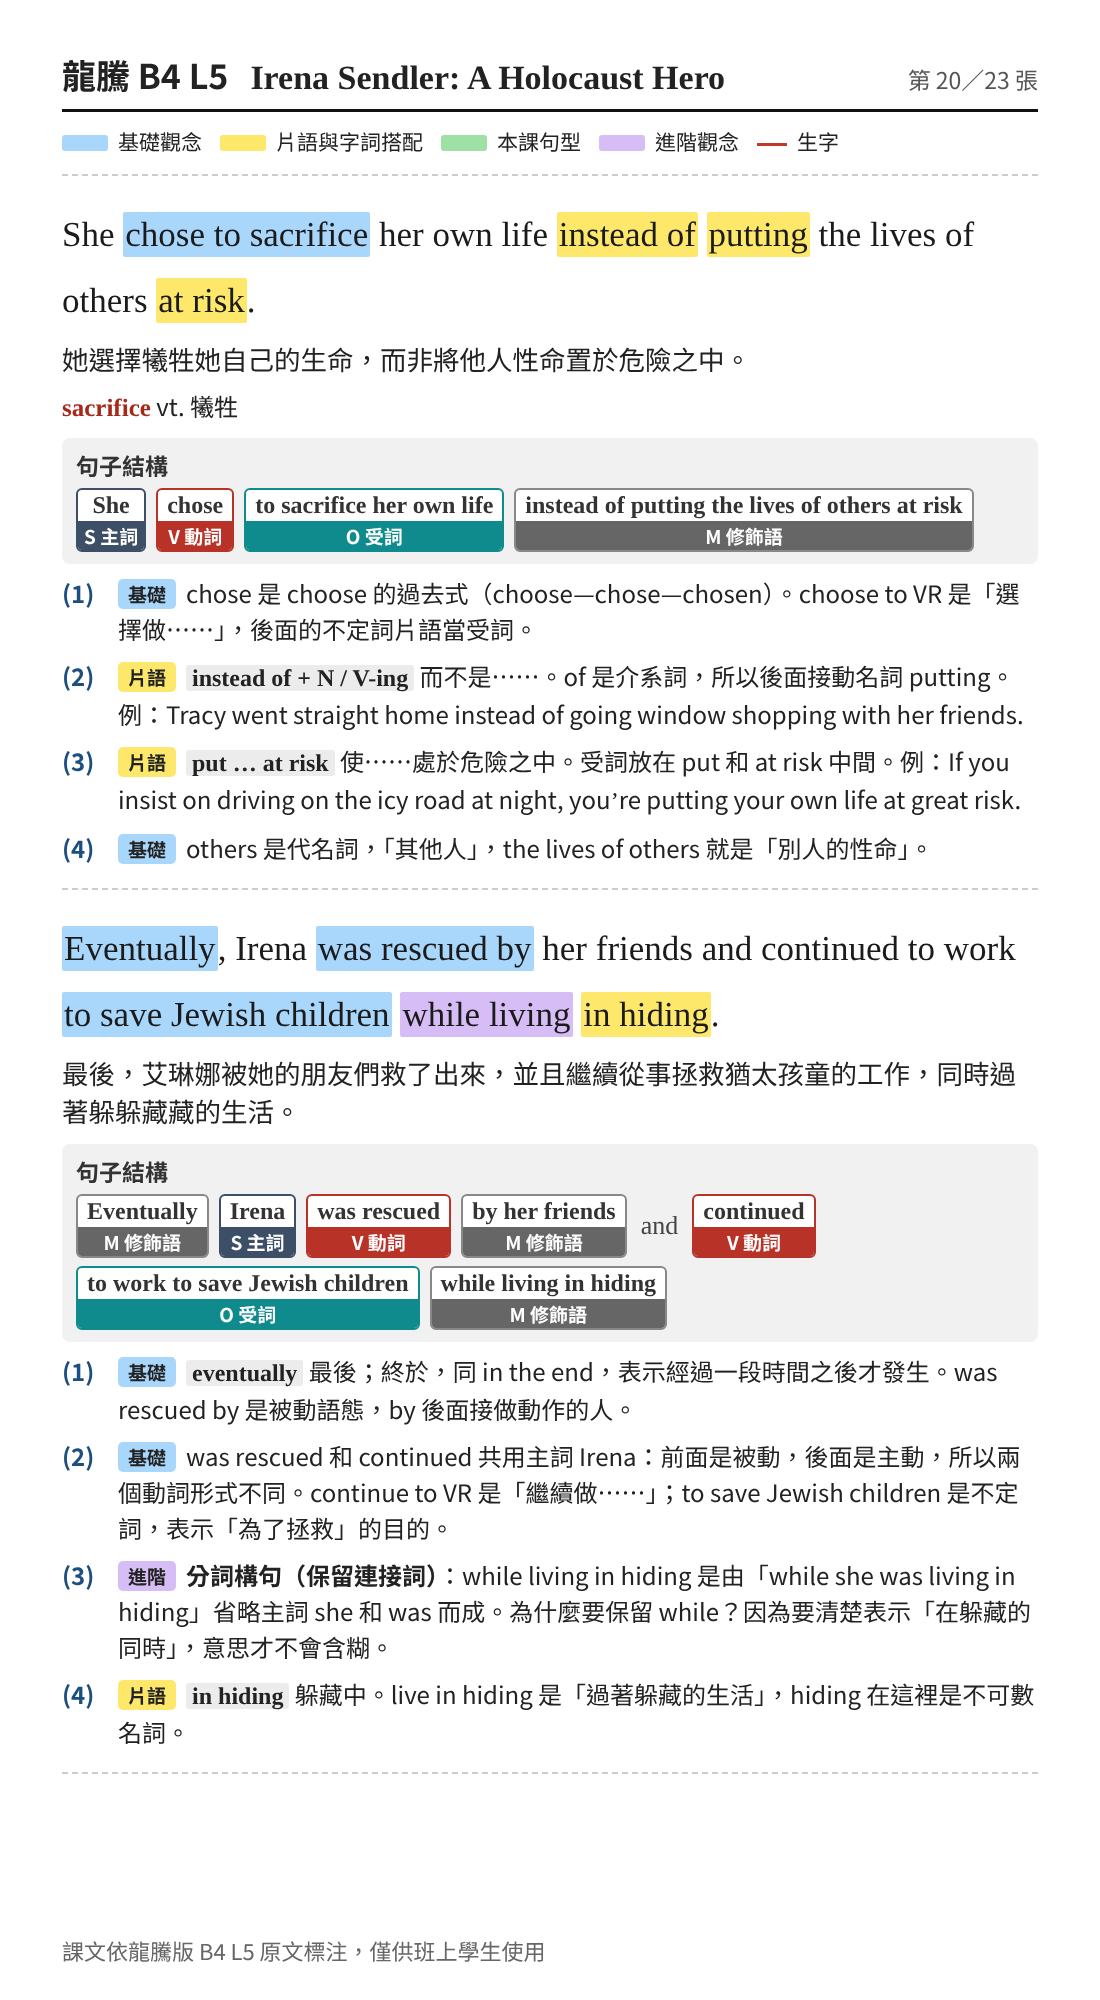 龍騰 B4 L5 Irena Sendler: A Holocaust Hero 第 20／23 張
基礎觀念 片語與字詞搭配 本課句型 進階觀念 生字
She chose to sacrifice her own life instead of putting the lives of
others at risk.
她選擇犧牲她自己的生命，而非將他人性命置於危險之中。
sacrifice vt. 犧牲
句子結構
She chose to sacrifice her own life instead of putting the lives of others at risk
S 主詞 V 動詞 O 受詞 M 修飾語
(1) 基礎 chose 是 choose 的過去式（choose—chose—chosen）。choose to VR 是「選
擇做……」，後面的不定詞片語當受詞。
(2) 片語 instead of + N / V-ing 而不是……。of 是介系詞，所以後面接動名詞 putting。
例：Tracy went straight home instead of going window shopping with her friends.
(3) 片語 put … at risk 使……處於危險之中。受詞放在 put 和 at risk 中間。例：If you
insist on driving on the icy road at night, you’re putting your own life at great risk.
(4) 基礎 others 是代名詞，「其他人」，the lives of others 就是「別人的性命」。
Eventually, Irena was rescued by her friends and continued to work
to save Jewish children while living in hiding.
最後，艾琳娜被她的朋友們救了出來，並且繼續從事拯救猶太孩童的工作，同時過
著躲躲藏藏的生活。
句子結構
Eventually Irena was rescued by her friends and continued
M 修飾語 S 主詞 V 動詞 M 修飾語 V 動詞
to work to save Jewish children while living in hiding
O 受詞 M 修飾語
(1) 基礎 eventually 最後；終於，同 in the end，表示經過一段時間之後才發生。was
rescued by 是被動語態，by 後面接做動作的人。
(2) 基礎 was rescued 和 continued 共用主詞 Irena：前面是被動，後面是主動，所以兩
個動詞形式不同。continue to VR 是「繼續做……」；to save Jewish children 是不定
詞，表示「為了拯救」的目的。
(3) 進階 分詞構句（保留連接詞）：while living in hiding 是由「while she was living in
hiding」省略主詞 she 和 was 而成。為什麼要保留 while？因為要清楚表示「在躲藏的
同時」，意思才不會含糊。
(4) 片語 in hiding 躲藏中。live in hiding 是「過著躲藏的生活」，hiding 在這裡是不可數
名詞。
課文依龍騰版 B4 L5 原文標注，僅供班上學生使用